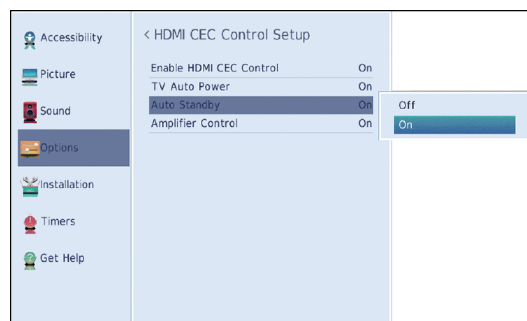 Accessibility
Picture
Sound
Options
Installation
Timers
Get Help
< HDMI CEC Control Setup
Enable HDMI CEC Control On
TV Auto Power On
Auto Standby On
Amplifier Control On
Off
On